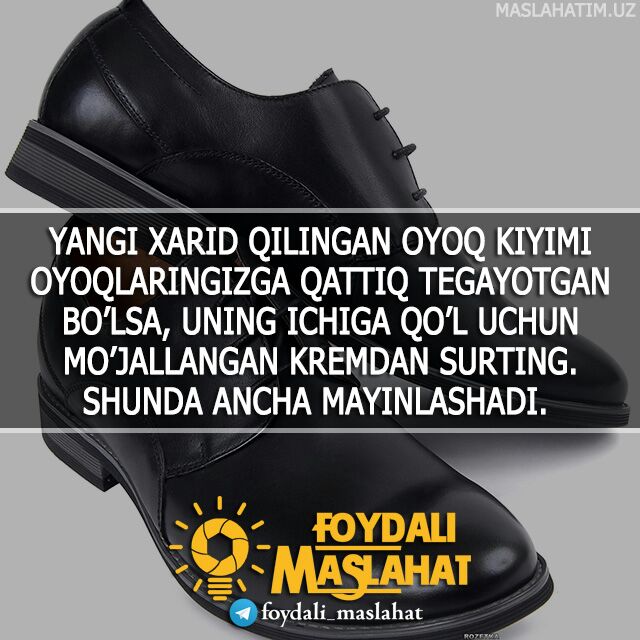 MASLAHATIM.UZ
YANGI XARID QILINGAN OYOQ KIYIMI
OYOQLARINGIZGA QATTIQ TEGAYOTGAN
BO’LSA, UNING ICHIGA QO’L UCHUN
MO’JALLANGAN KREMDAN SURTING.
SHUNDA ANCHA MAYINLASHADI.
FOYDALI
MASLAHAT
foydali_maslahat
ROZETKA